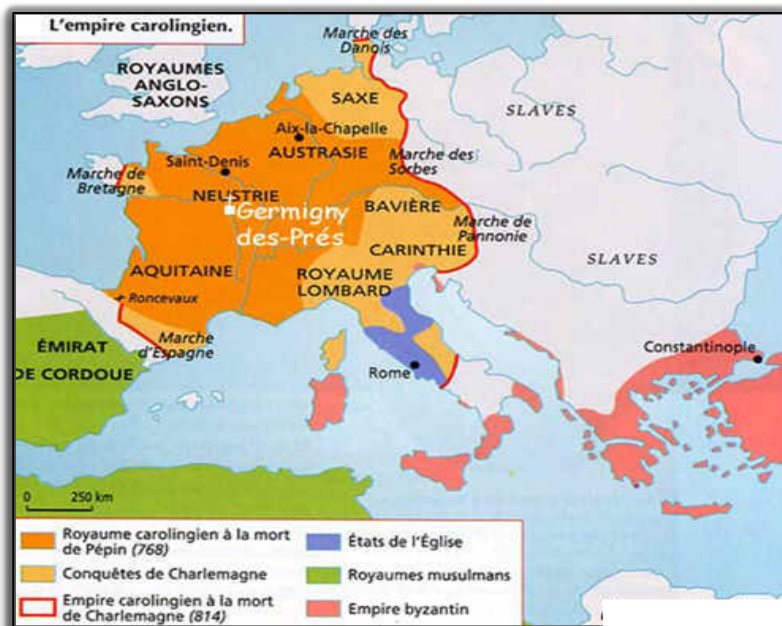 L'empire carolingien.
Marche des
Danois
ROYAUMES
ANGLO-
SAXONS
SAXE
SLAVES
Aix-la-Chapelle
AUSTRASIE
Saint-Denis
Marche des
Sorbes
Marche de
Bretagne
NEUSTRIE
Germigny
des-Prés
BAVIÈRE
Marche de
Pannonie
CARINTHIE
SLAVES
AQUITAINE
ROYAUME
LOMBARD
Roncevaux
Marche
d'Espagne
ÉMIRAT
DE CORDOUE
Rome
Constantinople
0 250 km
Royaume carolingien à la mort
de Pépin (768)
Conquêtes de Charlemagne
Empire carolingien à la mort
de Charlemagne (814)
États de l'Église
Royaumes musulmans
Empire byzantin